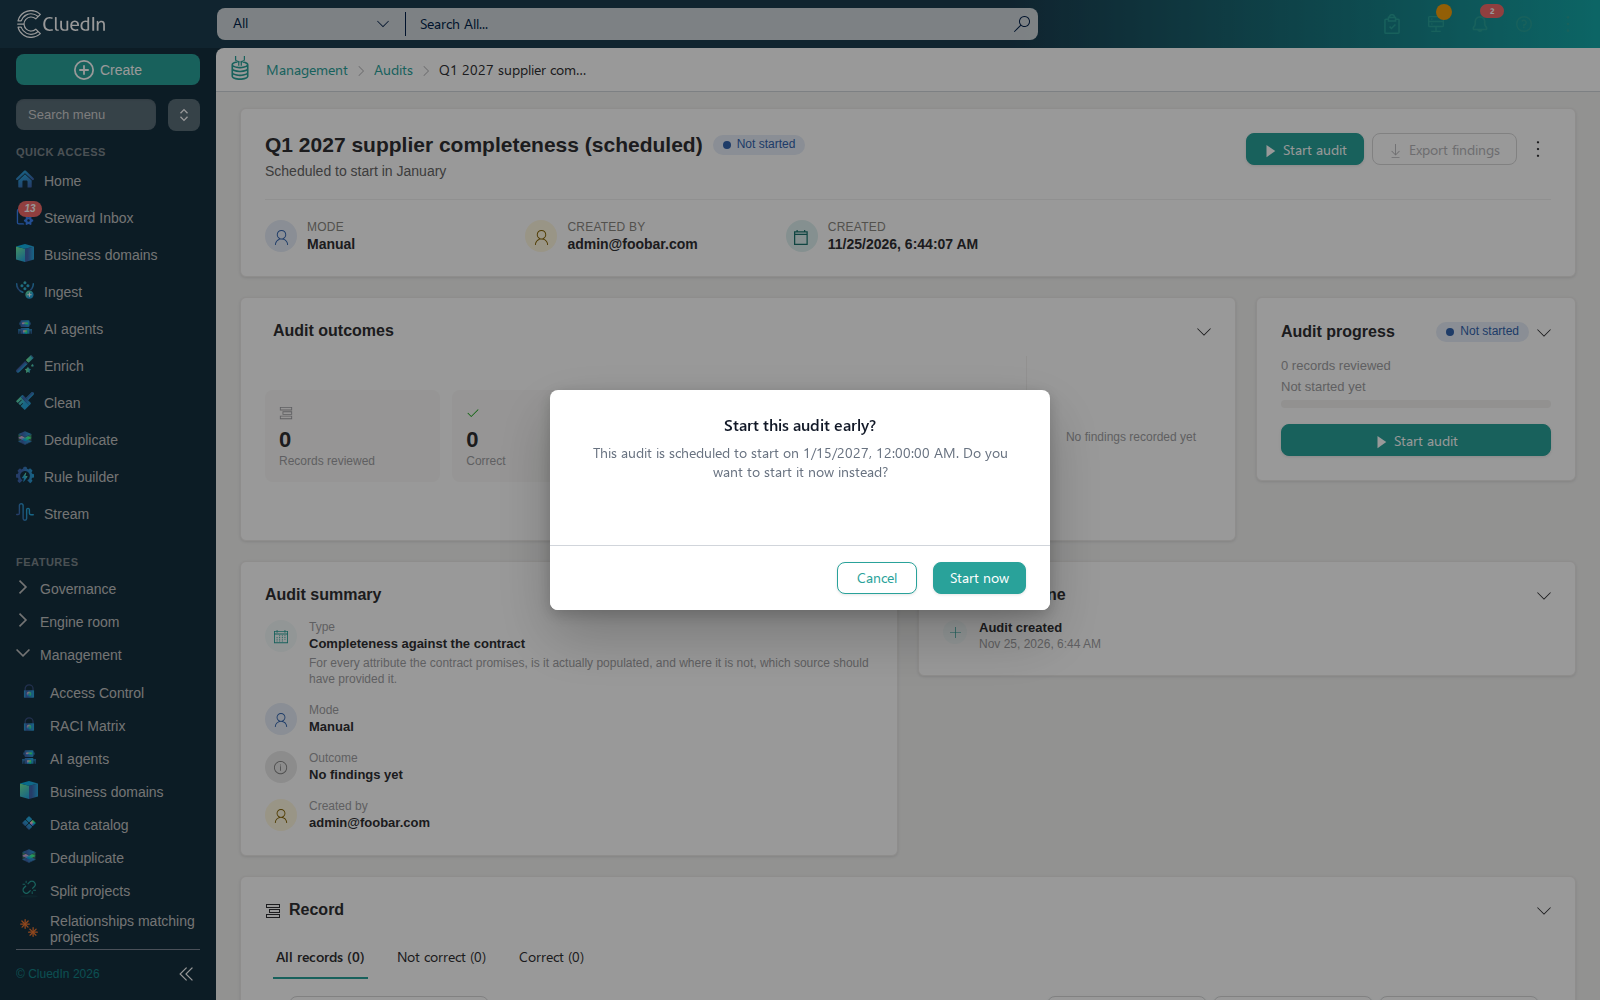 CluedIn
All
Search All...
2
Create
Search menu
QUICK ACCESS
Home
13
Steward Inbox
Business domains
Ingest
AI agents
Enrich
Clean
Deduplicate
Rule builder
Stream
FEATURES
Governance
Engine room
Management
Access Control
RACI Matrix
AI agents
Business domains
Data catalog
Deduplicate
Split projects
Relationships matching
projects
© CluedIn 2026
Management
Audits
Q1 2027 supplier com...
Q1 2027 supplier completeness (scheduled)
Not started
Scheduled to start in January
Start audit
Export findings
MODE
Manual
CREATED BY
admin@foobar.com
CREATED
11/25/2026, 6:44:07 AM
Audit outcomes
0
Records reviewed
0
Correct
No findings recorded yet
Audit progress
Not started
0 records reviewed
Not started yet
Start audit
Start this audit early?
This audit is scheduled to start on 1/15/2027, 12:00:00 AM. Do you
want to start it now instead?
Cancel
Start now
Audit summary
Type
Completeness against the contract
For every attribute the contract promises, is it actually populated, and where it is not, which source should
have provided it.
Mode
Manual
Outcome
No findings yet
Created by
admin@foobar.com
Audit created
Nov 25, 2026, 6:44 AM
Record
All records (0)
Not correct (0)
Correct (0)